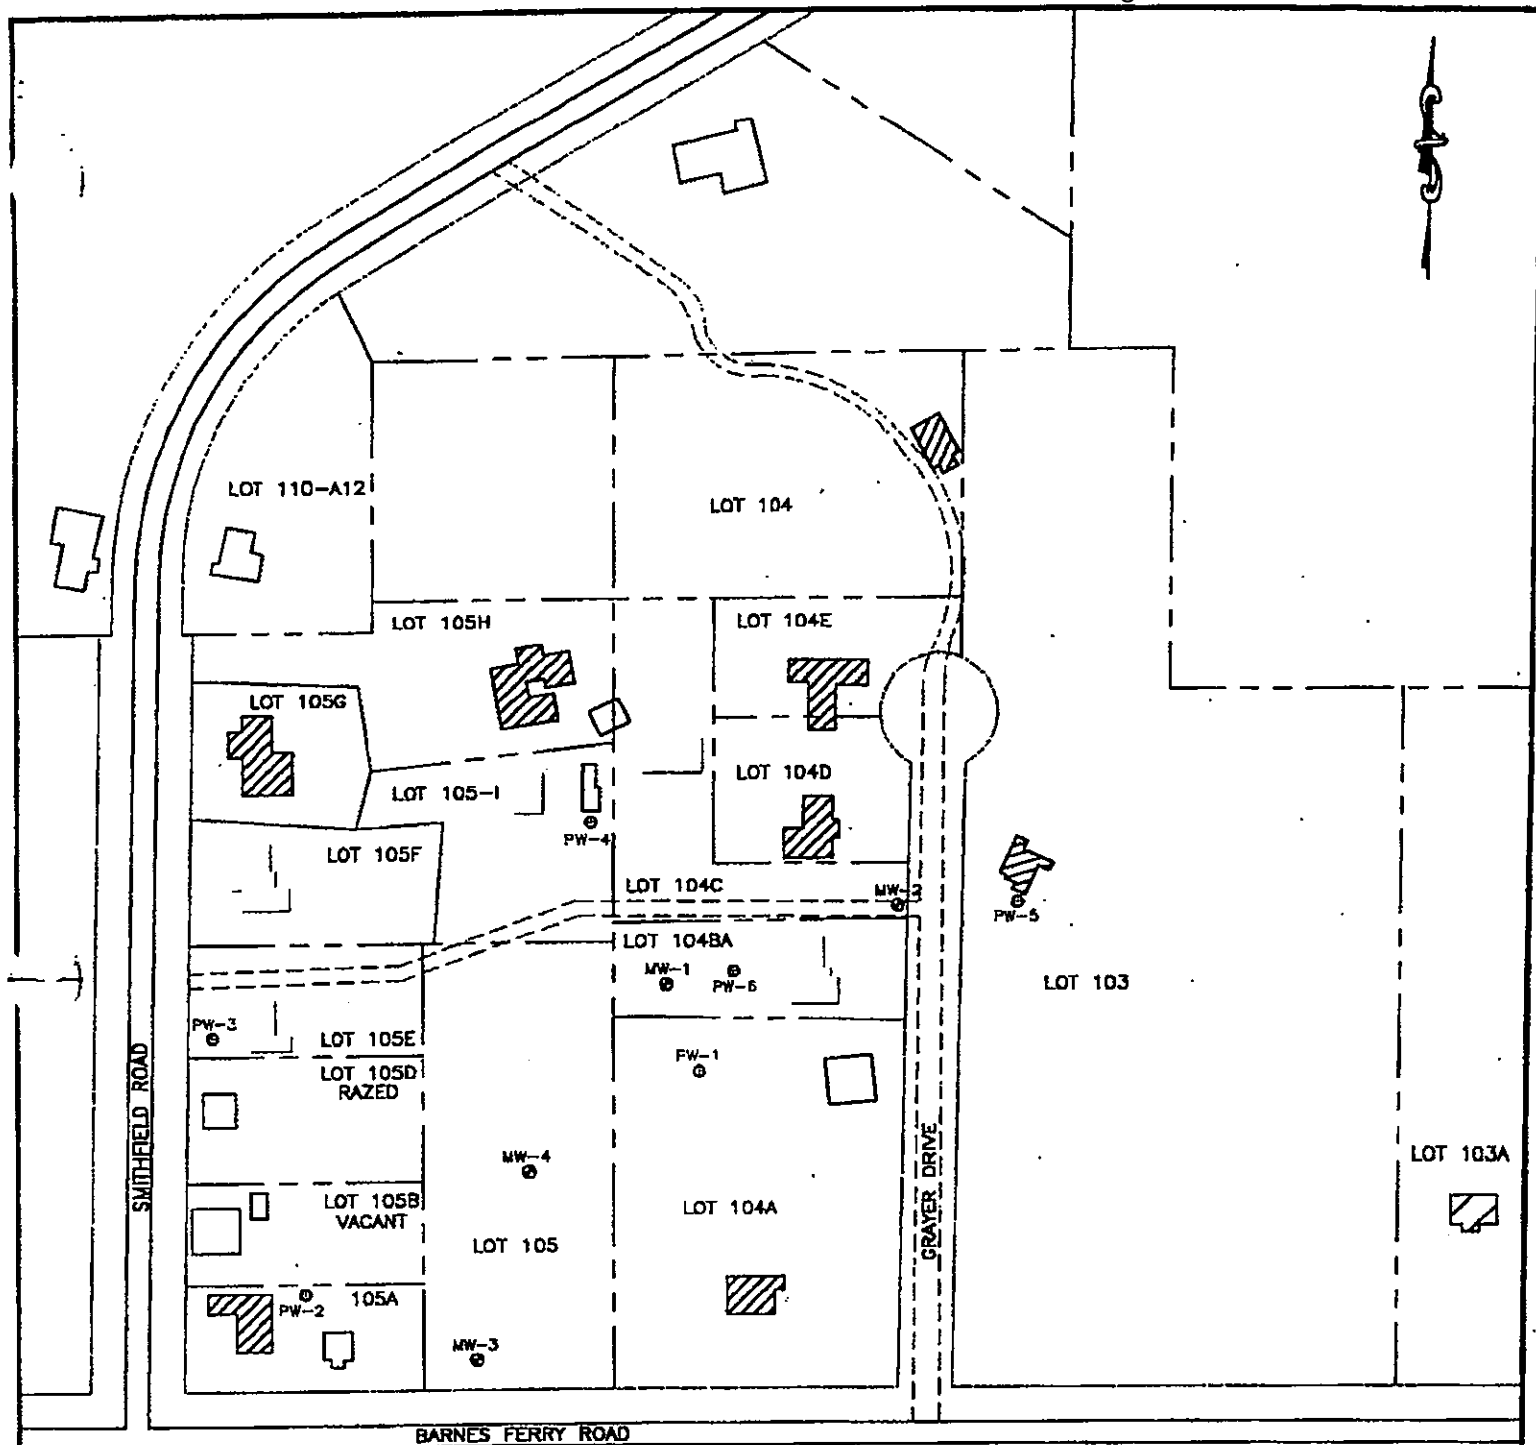 LOT 110-A12
LOT 104
LOT 105H
LOT 104E
LOT 105G
LOT 105-I
LOT 104D
PW-4
LOT 105F
LOT 104C
MW-2
PW-5
LOT 104BA
MW-1
PW-6
LOT 103
PW-3
LOT 105E
LOT 105D
RAZED
PW-1
SMITHFIELD ROAD
MW-4
GRAYER DRIVE
LOT 103A
LOT 105B
VACANT
LOT 104A
LOT 105
PW-2
105A
MW-3
BARNES FERRY ROAD